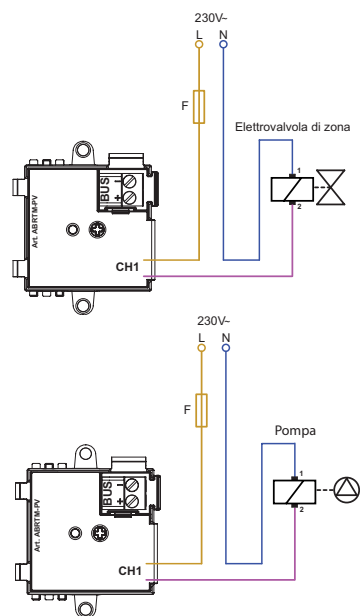 230V~
L N
F
Elettrovalvola di zona
1
2
BUS
–
+
Art. ABRTM-PV
CH1
230V~
L N
F
Pompa
1
2
BUS
–
+
Art. ABRTM-PV
CH1